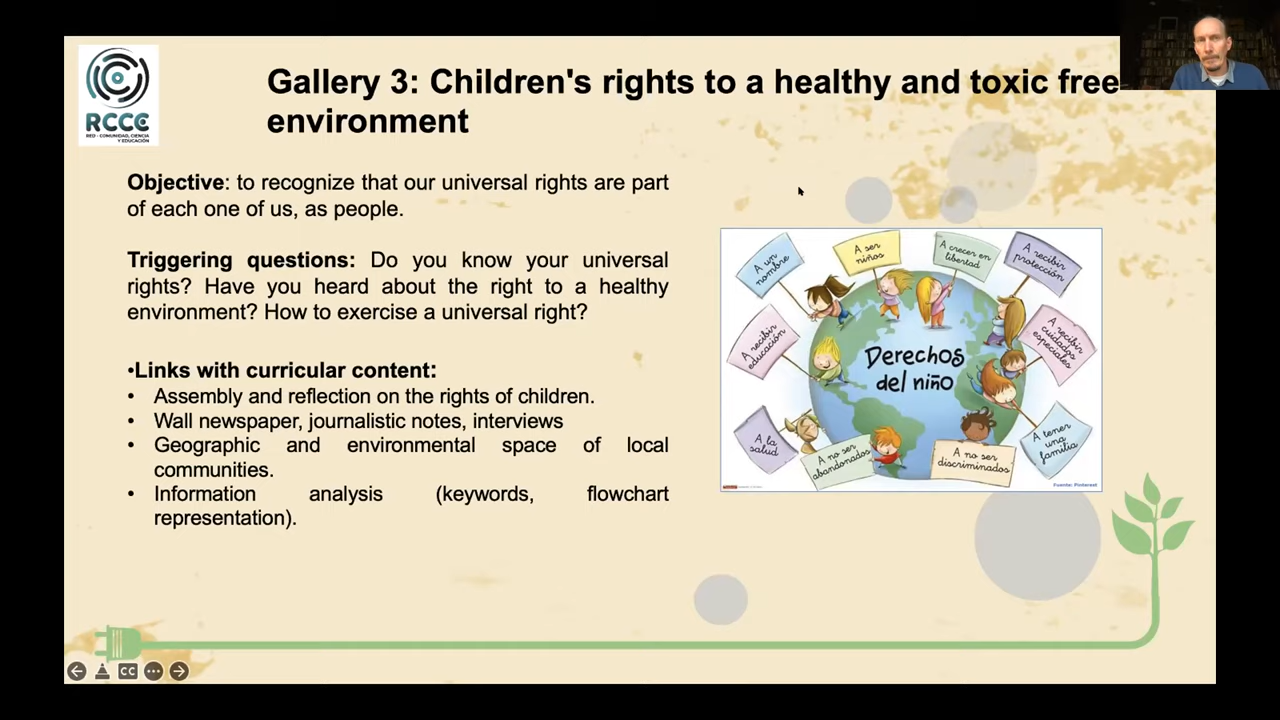 RCCE
RED - COMUNIDAD, CIENCIA
Y EDUCACIÓN
Gallery 3: Children's rights to a healthy and toxic free
environment
Objective: to recognize that our universal rights are part
of each one of us, as people.
Triggering questions: Do you know your universal
rights? Have you heard about the right to a healthy
environment? How to exercise a universal right?
•Links with curricular content:
• Assembly and reflection on the rights of children.
• Wall newspaper, journalistic notes, interviews
• Geographic and environmental space of local
communities.
• Information analysis (keywords, flowchart
representation).
A un
nombre
A ser
niños
A crecer en
libertad
A recibir
protección
A recibir
educación
A recibir
cuidados
especiales
Derechos
del niño
A la
salud
A no ser
abandonados
A no ser
discriminados
A tener
una
familia
Fuente: Pinterest
CC